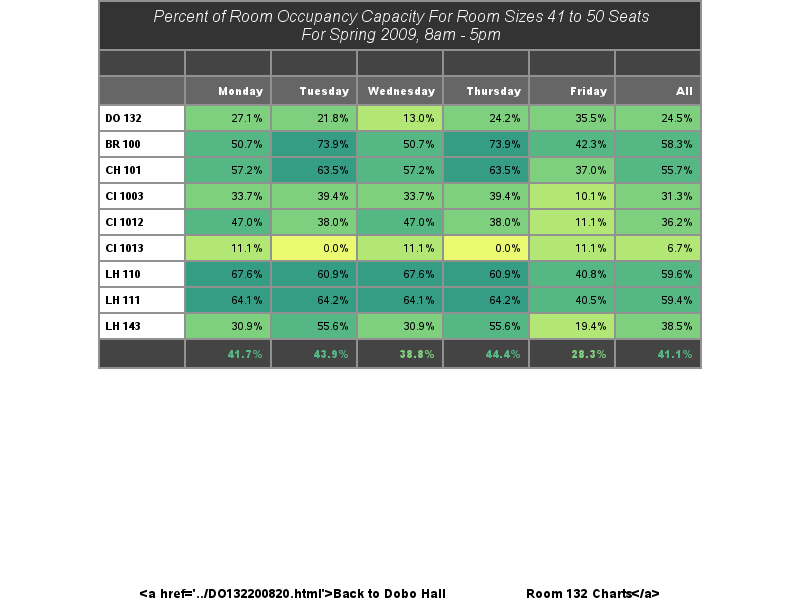 Percent of Room Occupancy Capacity For Room Sizes 41 to 50 Seats
For Spring 2009, 8am - 5pm
Monday Tuesday Wednesday Thursday Friday All
DO 132 27.1% 21.8% 13.0% 24.2% 35.5% 24.5%
BR 100 50.7% 73.9% 50.7% 73.9% 42.3% 58.3%
CH 101 57.2% 63.5% 57.2% 63.5% 37.0% 55.7%
CI 1003 33.7% 39.4% 33.7% 39.4% 10.1% 31.3%
CI 1012 47.0% 38.0% 47.0% 38.0% 11.1% 36.2%
CI 1013 11.1% 0.0% 11.1% 0.0% 11.1% 6.7%
LH 110 67.6% 60.9% 67.6% 60.9% 40.8% 59.6%
LH 111 64.1% 64.2% 64.1% 64.2% 40.5% 59.4%
LH 143 30.9% 55.6% 30.9% 55.6% 19.4% 38.5%
41.7% 43.9% 38.8% 44.4% 28.3% 41.1%
<a href='../DO132200820.html'>Back to Dobo Hall Room 132 Charts</a>